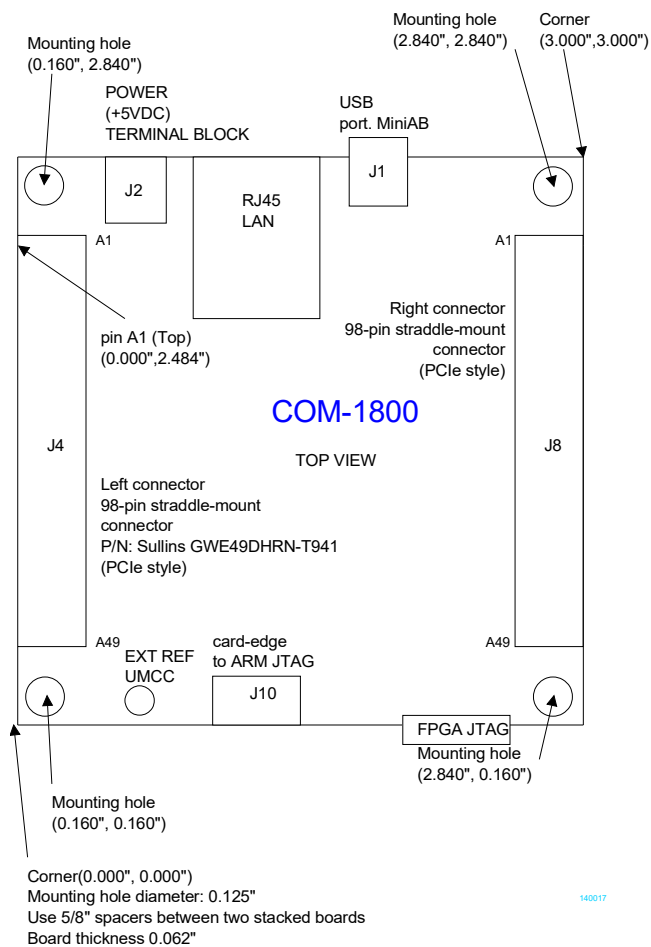 Mounting hole
(2.840", 2.840")
Corner
(3.000",3.000")
Mounting hole
(0.160", 2.840")
POWER
(+5VDC)
TERMINAL BLOCK
USB
port. MiniAB
J2
RJ45
LAN
J1
A1
A1
pin A1 (Top)
(0.000",2.484")
Right connector
98-pin straddle-mount
connector
(PCIe style)
COM-1800
TOP VIEW
J4
J8
Left connector
98-pin straddle-mount
connector
P/N: Sullins GWE49DHRN-T941
(PCIe style)
A49
A49
EXT REF
UMCC
card-edge
to ARM JTAG
J10
FPGA JTAG
Mounting hole
(2.840", 0.160")
Mounting hole
(0.160", 0.160")
Corner(0.000", 0.000")
Mounting hole diameter: 0.125"
Use 5/8" spacers between two stacked boards
Board thickness 0.062"
140017